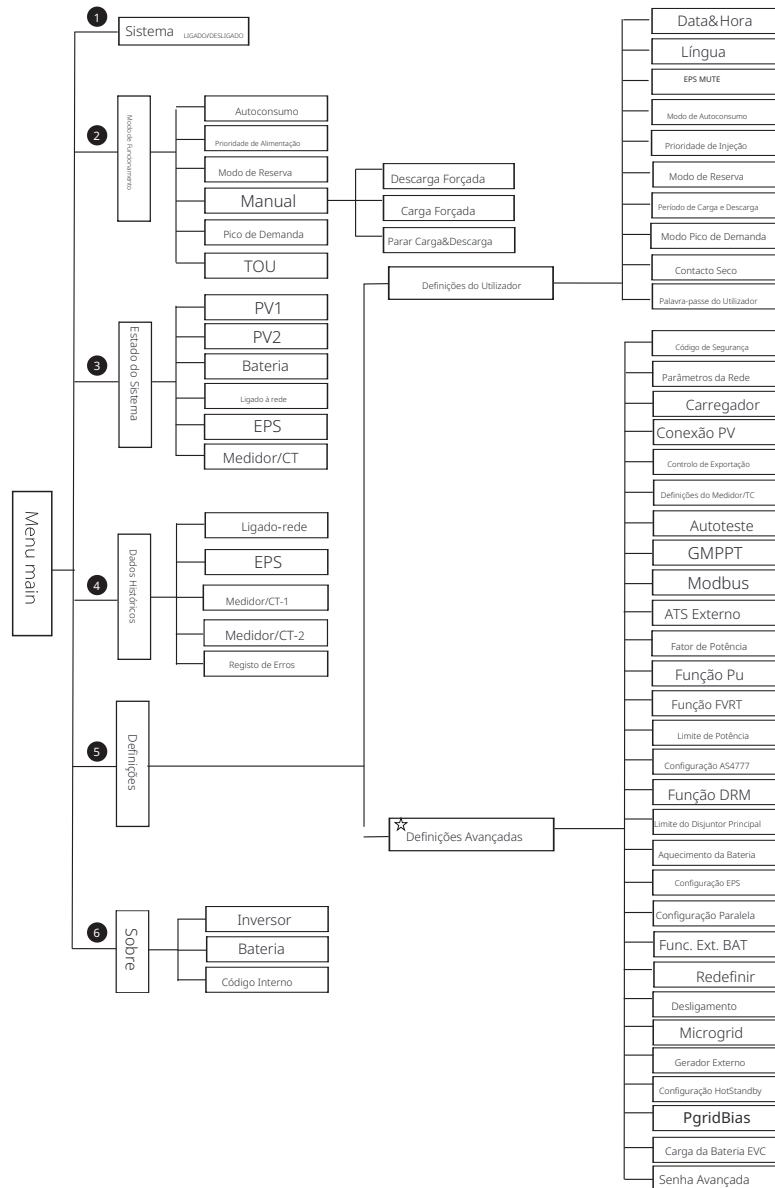 Menu main
1
Sistema LIGADO/DESLIGADO
2
Modo de Funcionamento
Autoconsumo
Prioridade de Alimentação
Modo de Reserva
Manual
Descarga Forçada
Carga Forçada
Parar Carga&Descarga
Pico de Demanda
TOU
3
Estado do Sistema
PV1
PV2
Bateria
Ligado à rede
EPS
Medidor/CT
4
Dados Históricos
Ligado-rede
EPS
Medidor/CT-1
Medidor/CT-2
Registo de Erros
5
Definições
Definições do Utilizador
Data&Hora
Língua
EPS MUTE
Modo de Autoconsumo
Prioridade de Injeção
Modo de Reserva
Período de Carga e Descarga
Modo Pico de Demanda
Contacto Seco
Palavra-passe do Utilizador
☆
Definições Avançadas
Código de Segurança
Parâmetros da Rede
Carregador
Conexão PV
Controlo de Exportação
Definições do Medidor/TC
Autoteste
GMPPT
Modbus
ATS Externo
Fator de Potência
Função Pu
Função FVRT
Limite de Potência
Configuração AS4777
Função DRM
Limite do Disjuntor Principal
Aquecimento da Bateria
Configuração EPS
Configuração Paralela
Func. Ext. BAT
Redefinir
Desligamento
Microgrid
Gerador Externo
Configuração HotStandby
PgridBias
Carga da Bateria EVC
Senha Avançada
6
Sobre
Inversor
Bateria
Código Interno